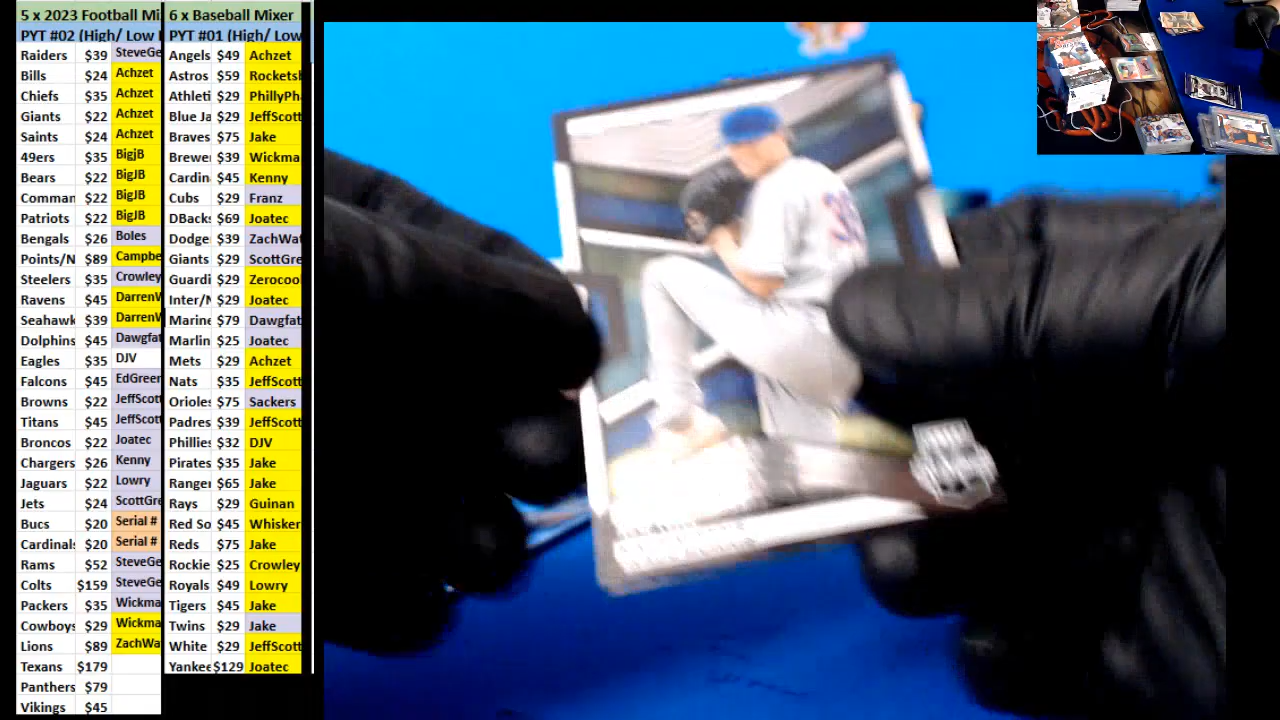 5 x 2023 Football Mi
6 x Baseball Mixer
PYT #02 (High/ Low
PYT #01 (High/ Low
Raiders $39 SteveGe
Angels $49 Achzet
Bills $24 Achzet
Astros $59 Rocketsh
Chiefs $35 Achzet
Athleti $29 PhillyPh
Giants $22 Achzet
Blue Ja $29 JeffScott
Saints $24 Achzet
Braves $75 Jake
49ers $35 BigjB
Brewe $39 Wickma
Bears $22 BigJB
Cardin $45 Kenny
Comman $22 BigJB
Cubs $29 Franz
Patriots $22 BigJB
DBacks $69 Joatec
Bengals $26 Boles
Dodge $39 ZachWat
Points/N $89 Campbe
Giants $29 ScottGre
Steelers $35 Crowley
Guardi $29 Zerocoo
Ravens $45 DarrenW
Inter/N $29 Joatec
Seahawk $39 DarrenW
Marine $79 Dawgfat
Dolphins $45 Dawgfat
Marlin $25 Joatec
Eagles $35 DJV
Mets $29 Achzet
Falcons $45 EdGreer
Nats $35 JeffScott
Browns $22 JeffScott
Orioles $75 Sackers
Titans $45 JeffScott
Padres $39 JeffScott
Broncos $22 Joatec
Phillies $32 DJV
Chargers $26 Kenny
Pirates $35 Jake
Jaguars $22 Lowry
Ranger $65 Jake
Jets $24 ScottGre
Rays $29 Guinan
Bucs $20 Serial #
Red So $45 Whisker
Cardinals $20 Serial #
Reds $75 Jake
Rams $52 SteveGe
Rockie $25 Crowley
Colts $159 SteveGe
Royals $49 Lowry
Packers $35 Wickma
Tigers $45 Jake
Cowboys $29 Wickma
Twins $29 Jake
Lions $89 ZachWa
White $29 JeffScott
Texans $179
Yankee $129 Joatec
Panthers $79
Vikings $45